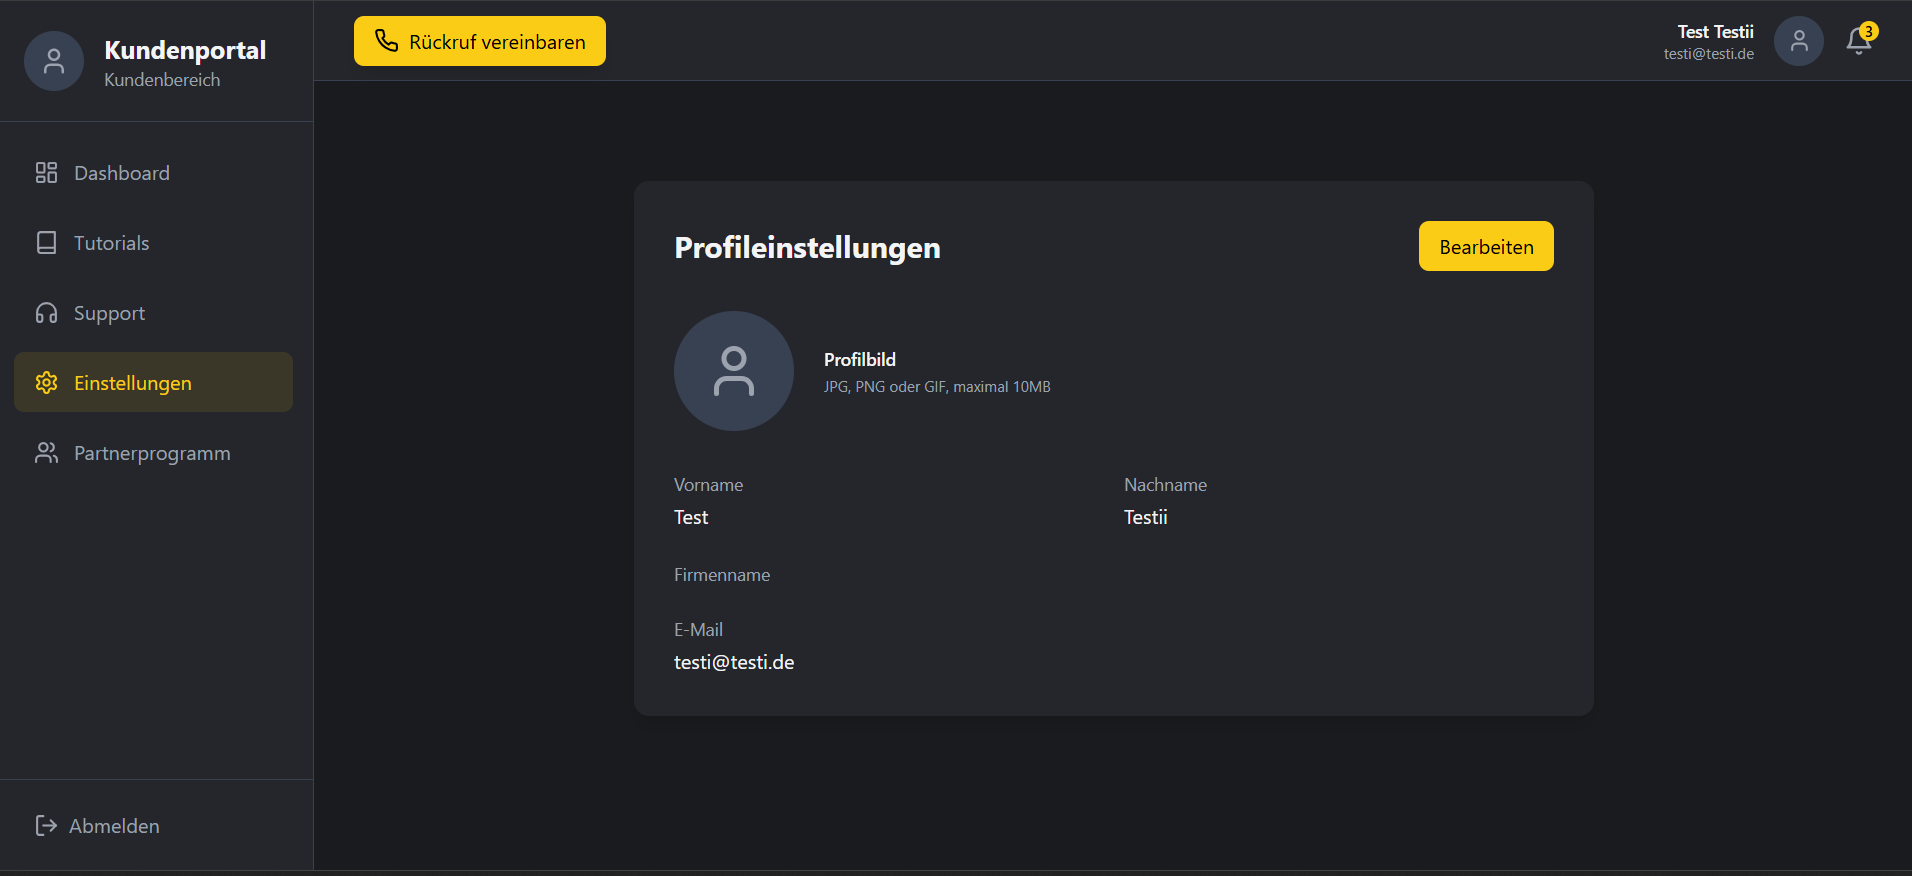 Kundenportal
Kundenbereich
Dashboard
Tutorials
Support
Einstellungen
Partnerprogramm
Abmelden
Rückruf vereinbaren
Test Testii
testi@testi.de
3
Profileinstellungen
Bearbeiten
Profilbild
JPG, PNG oder GIF, maximal 10MB
Vorname
Test
Nachname
Testii
Firmenname
E-Mail
testi@testi.de